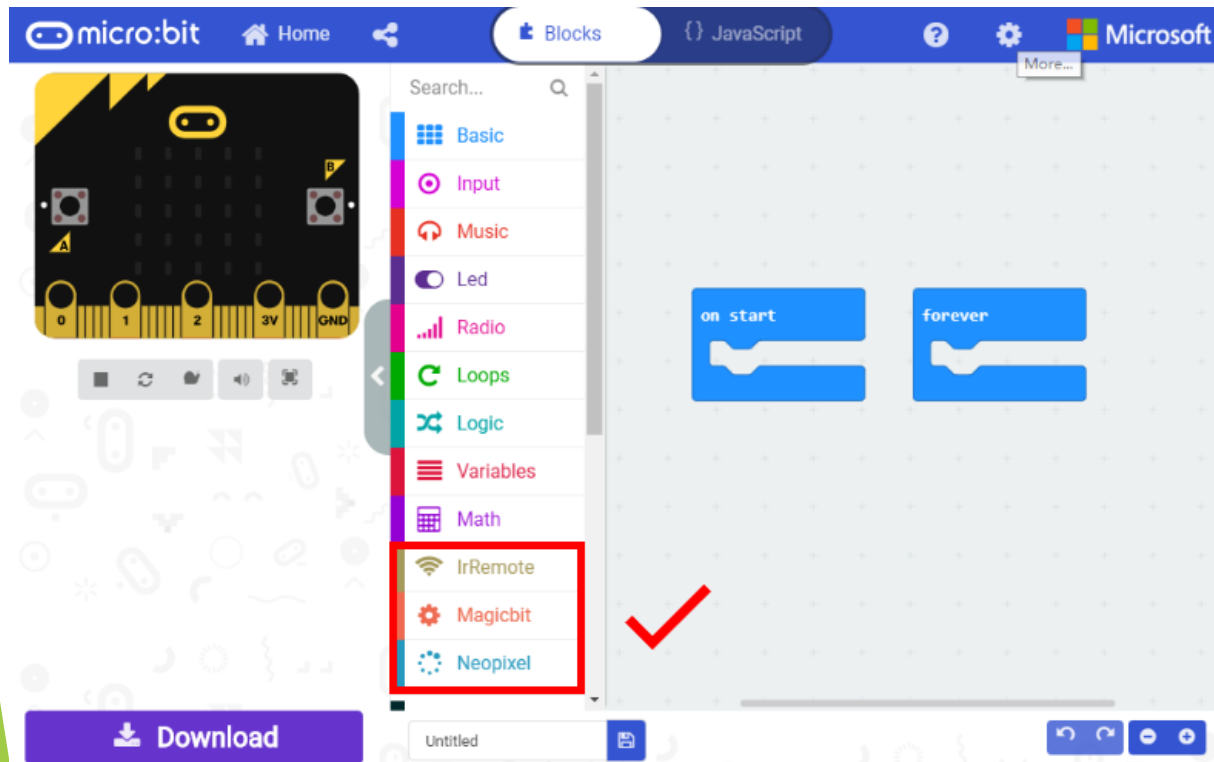 micro:bit
Home
Blocks
{} JavaScript
?
Microsoft
More...
Search...
Basic
Input
Music
Led
Radio
Loops
Logic
Variables
Math
IrRemote
Magicbit
Neopixel
B
A
0 1 2 3V GND
on start
forever
Download
Untitled